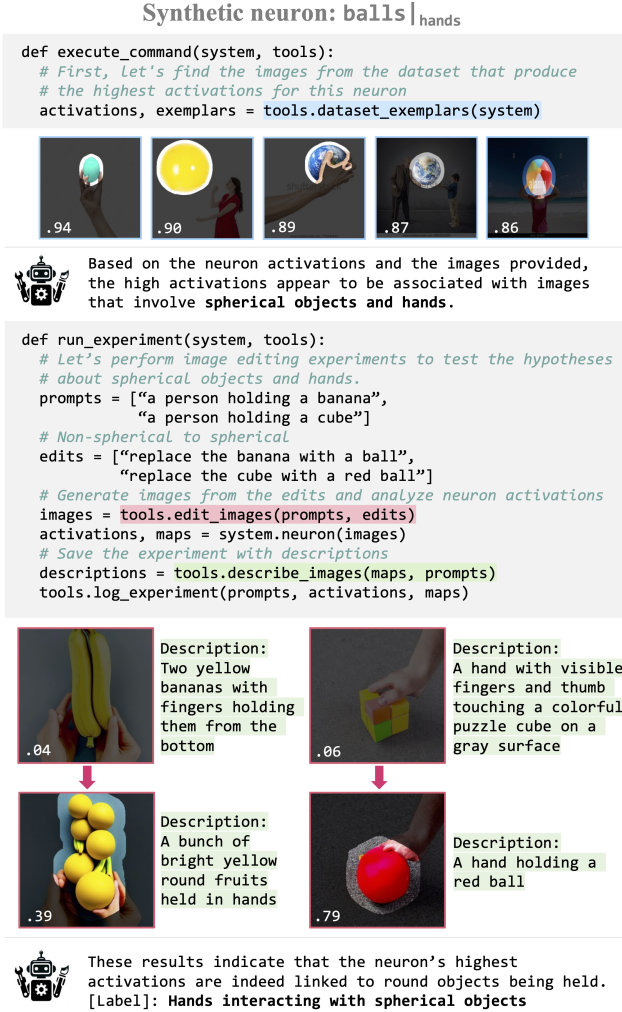 Synthetic neuron: balls|hands
def execute_command(system, tools):
# First, let's find the images from the dataset that produce
# the highest activations for this neuron
activations, exemplars = tools.dataset_exemplars(system)
.94
.90
.89
.87
.86
Based on the neuron activations and the images provided,
the high activations appear to be associated with images
that involve spherical objects and hands.
def run_experiment(system, tools):
# Let’s perform image editing experiments to test the hypotheses
# about spherical objects and hands.
prompts = [“a person holding a banana”,
“a person holding a cube”]
# Non-spherical to spherical
edits = [“replace the banana with a ball”,
“replace the cube with a red ball”]
# Generate images from the edits and analyze neuron activations
images = tools.edit_images(prompts, edits)
activations, maps = system.neuron(images)
# Save the experiment with descriptions
descriptions = tools.describe_images(maps, prompts)
tools.log_experiment(prompts, activations, maps)
.04
Description:
Two yellow
bananas with
fingers holding
them from the
bottom
.06
Description:
A hand with visible
fingers and thumb
touching a colorful
puzzle cube on a
gray surface
.39
Description:
A bunch of
bright yellow
round fruits
held in hands
.79
Description:
A hand holding a
red ball
These results indicate that the neuron’s highest
activations are indeed linked to round objects being held.
[Label]: Hands interacting with spherical objects